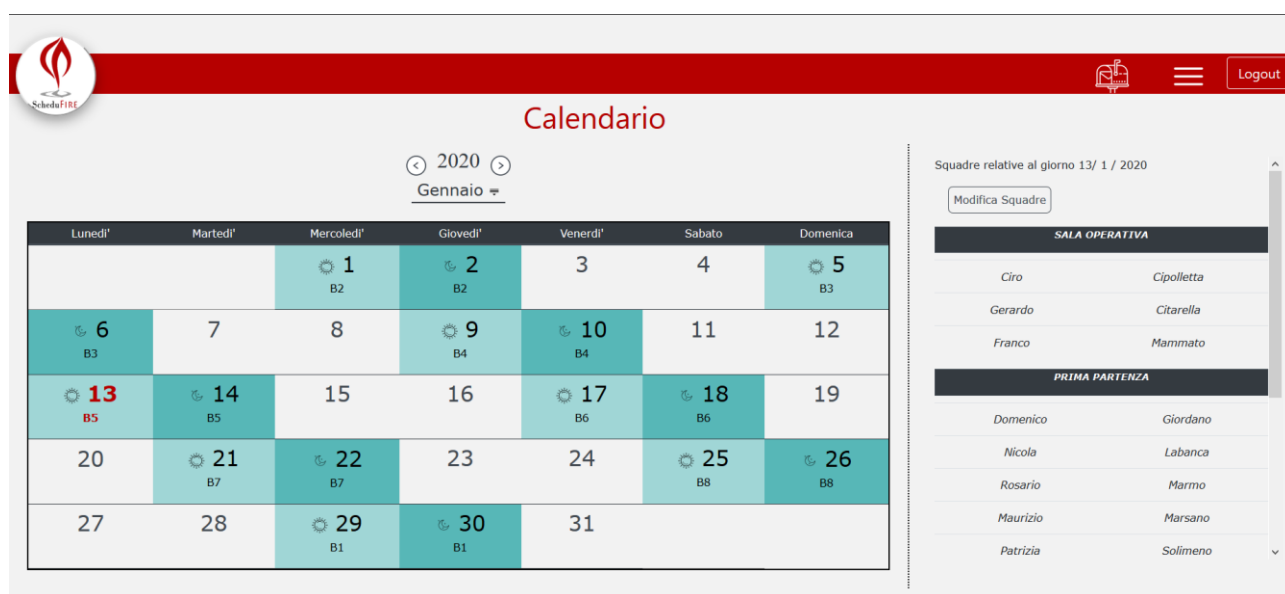 ScheduFIRE
Logout
Calendario
2020
Gennaio
Lunedi' Martedi' Mercoledi' Giovedi' Venerdi' Sabato Domenica
1 2 3 4 5
B2 B2 B3
6 7 8 9 10 11 12
B3 B4 B4
13 14 15 16 17 18 19
B5 B5 B6 B6
20 21 22 23 24 25 26
B7 B7 B8 B8
27 28 29 30 31
B1 B1
Squadre relative al giorno 13/ 1 / 2020
Modifica Squadre
SALA OPERATIVA
Ciro Cipolletta
Gerardo Citarella
Franco Mammato
PRIMA PARTENZA
Domenico Giordano
Nicola Labanca
Rosario Marmo
Maurizio Marsano
Patrizia Solimeno